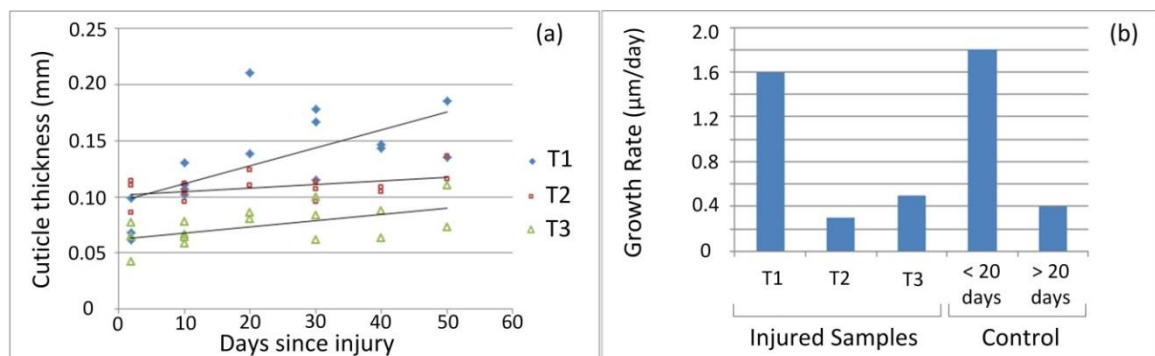 (a)
Cuticle thickness (mm)
0.25
0.20
0.15
0.10
0.05
0
0 10 20 30 40 50 60
Days since injury
T1
T2
T3
(b)
Growth Rate (μm/day)
2.0
1.6
1.2
0.8
0.4
0
T1 T2 T3 < 20 > 20
days days
Injured Samples Control